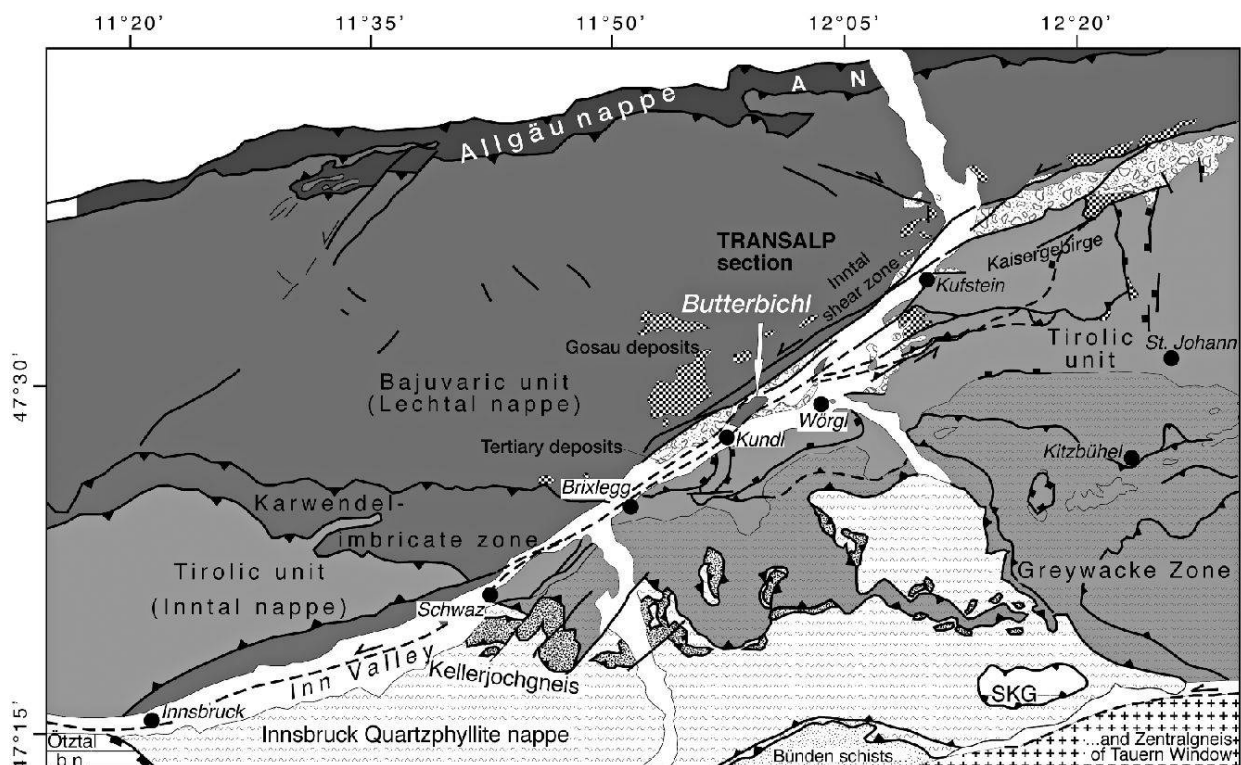 11°20'
11°35'
11°50'
12°05'
12°20'
A N
Allgäu nappe
TRANSALP
section
Inntal
shear zone
Kaisergebirge
Kufstein
Butterbichl
47°30'
Gosau deposits
Tirolic
unit
St. Johann
Bajuvaric unit
(Lechtal nappe)
Wörgl
Kundl
Tertiary deposits
Kitzbühel
Brixlegg
Karwendel-
imbricate zone
Tirolic unit
(Inntal nappe)
Greywacke Zone
Schwaz
Inn Valley
Kellerjochgneis
SKG
Innsbruck
47°15'
Innsbruck Quartzphyllite nappe
Ötztal
b.n.
Bünden schists...
...and Zentralgneis
of Tauern Window